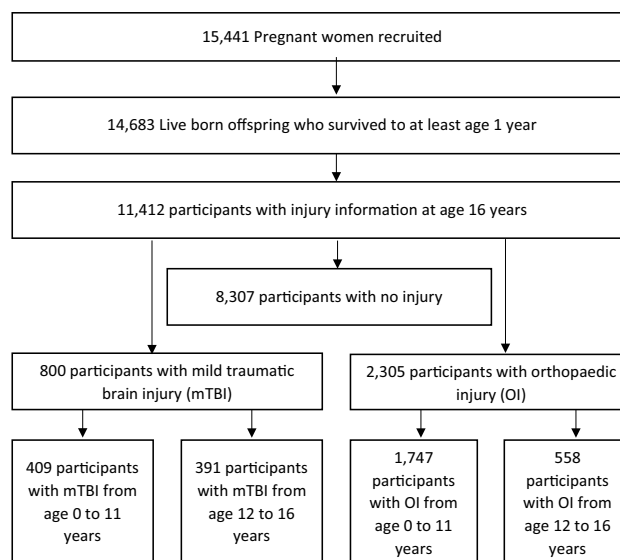 15,441 Pregnant women recruited
14,683 Live born offspring who survived to at least age 1 year
11,412 participants with injury information at age 16 years
8,307 participants with no injury
800 participants with mild traumatic
brain injury (mTBI)
2,305 participants with orthopaedic
injury (OI)
409 participants
with mTBI from
age 0 to 11
years
391 participants
with mTBI from
age 12 to 16
years
1,747
participants
with OI from
age 0 to 11
years
558
participants
with OI from
age 12 to 16
years